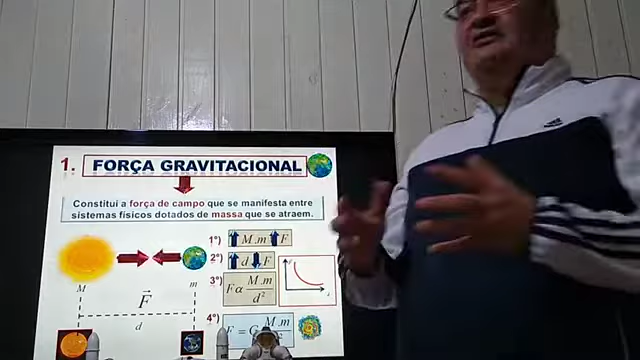 1. FORÇA GRAVITACIONAL
Constitui a força de campo que se manifesta entre
sistemas físicos dotados de massa que se atraem.
1º) M.m F
2º) d F
3º) F α M.m / d²
M m
F
d
4º) F = G M.m
adidas